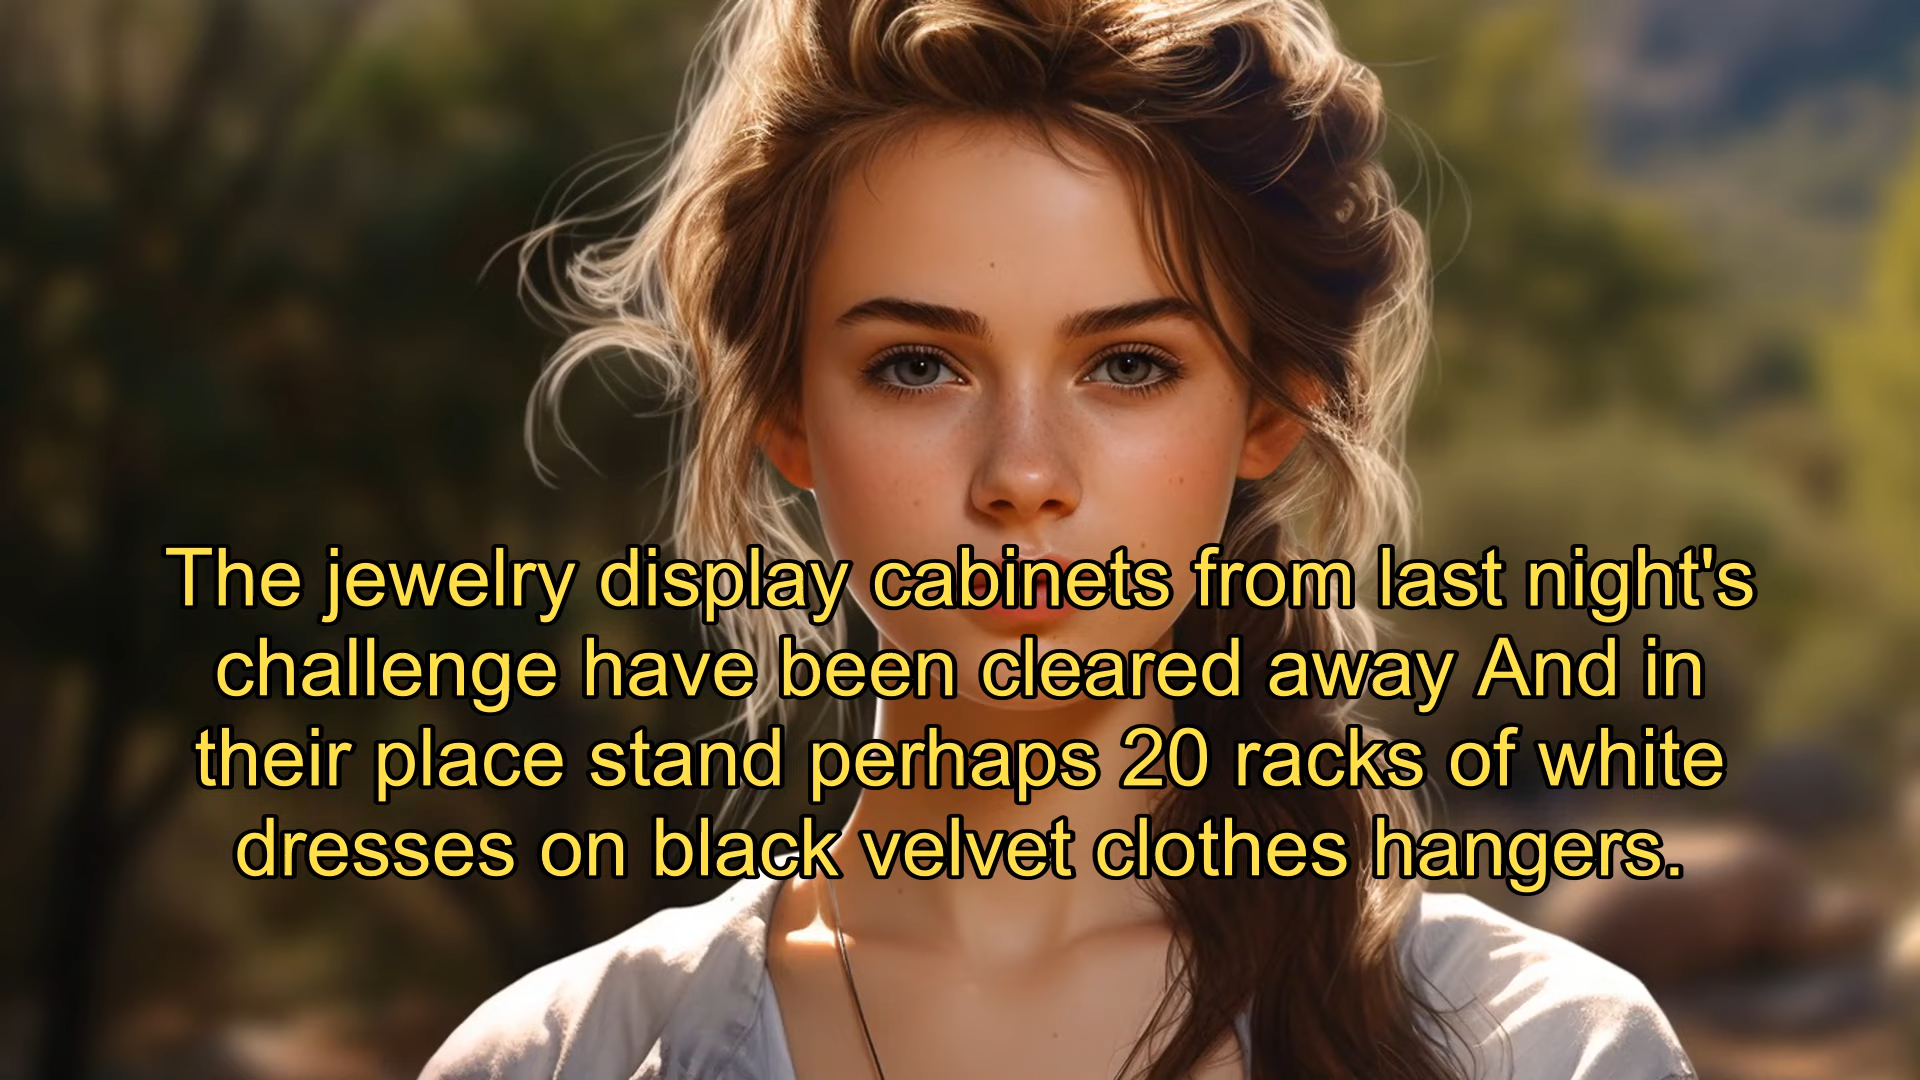 The jewelry display cabinets from last night's
challenge have been cleared away And in
their place stand perhaps 20 racks of white
dresses on black velvet clothes hangers.